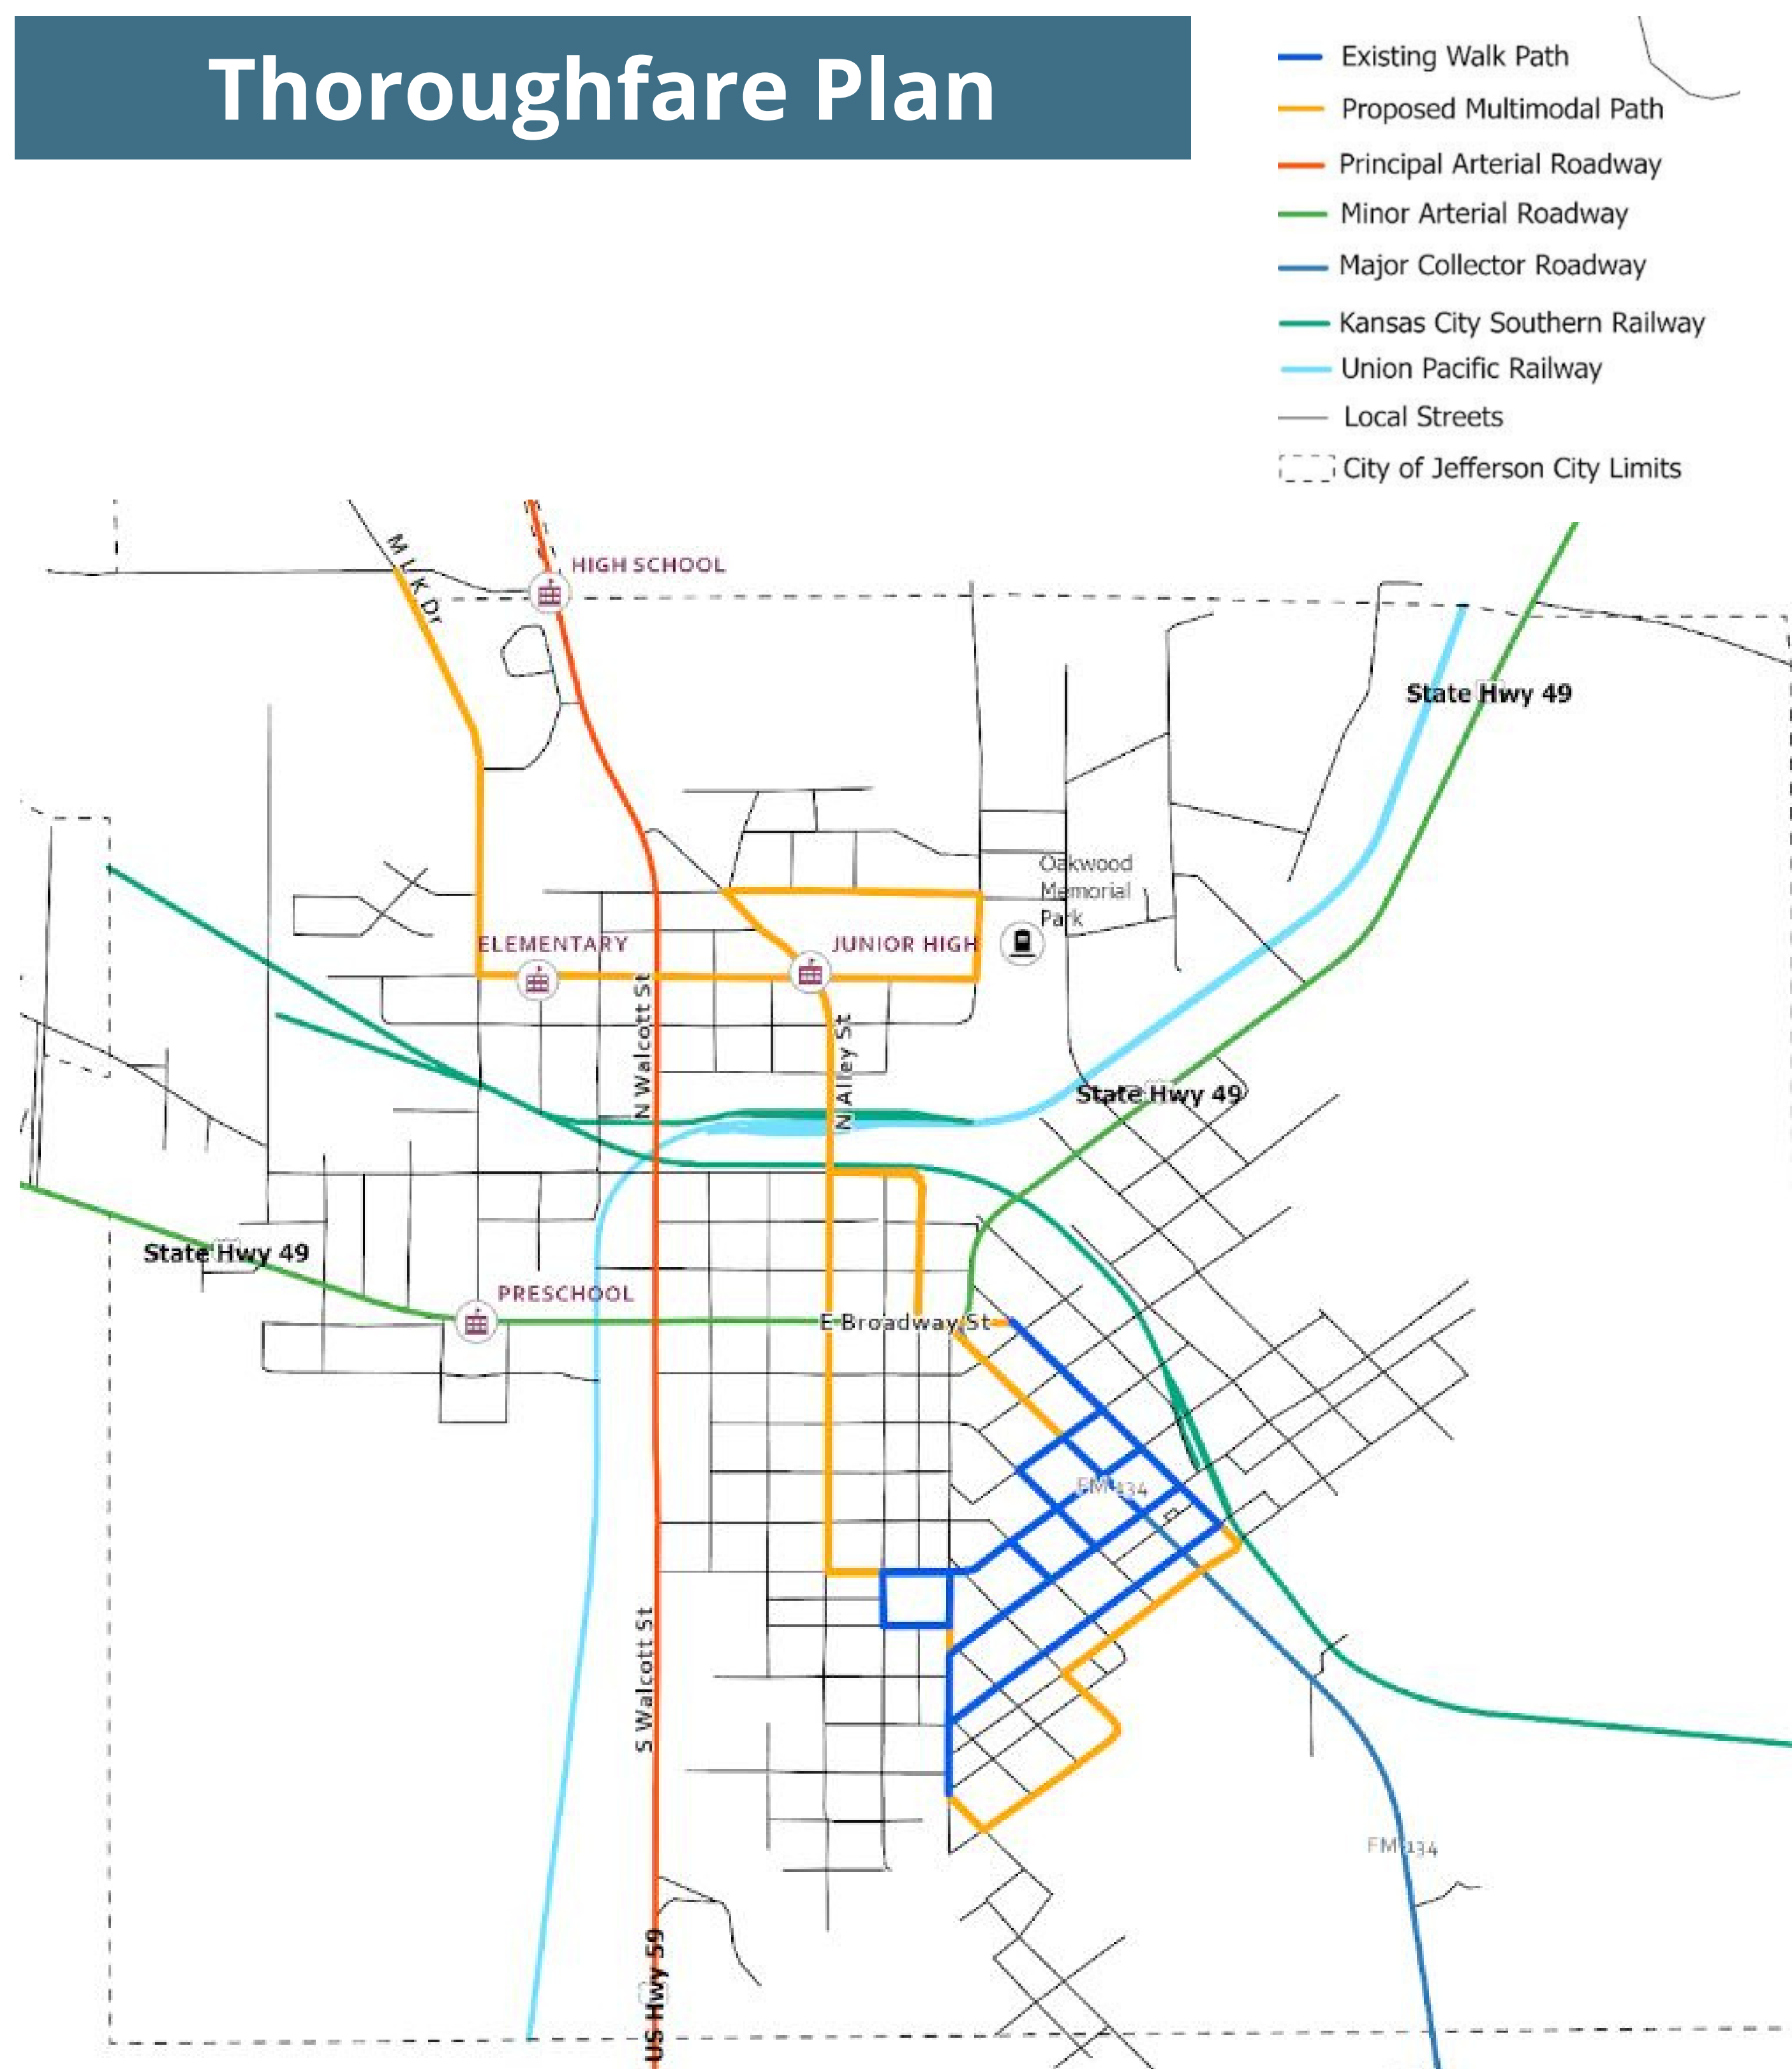 Thoroughfare Plan
Existing Walk Path
Proposed Multimodal Path
Principal Arterial Roadway
Minor Arterial Roadway
Major Collector Roadway
Kansas City Southern Railway
Union Pacific Railway
Local Streets
City of Jefferson City Limits
M L K Dr
HIGH SCHOOL
State Hwy 49
Oakwood
Memorial
Park
ELEMENTARY
JUNIOR HIGH
N Walcott St
N Alley St
State Hwy 49
State Hwy 49
PRESCHOOL
E Broadway St
FM 134
S Walcott St
FM 134
US Hwy 59